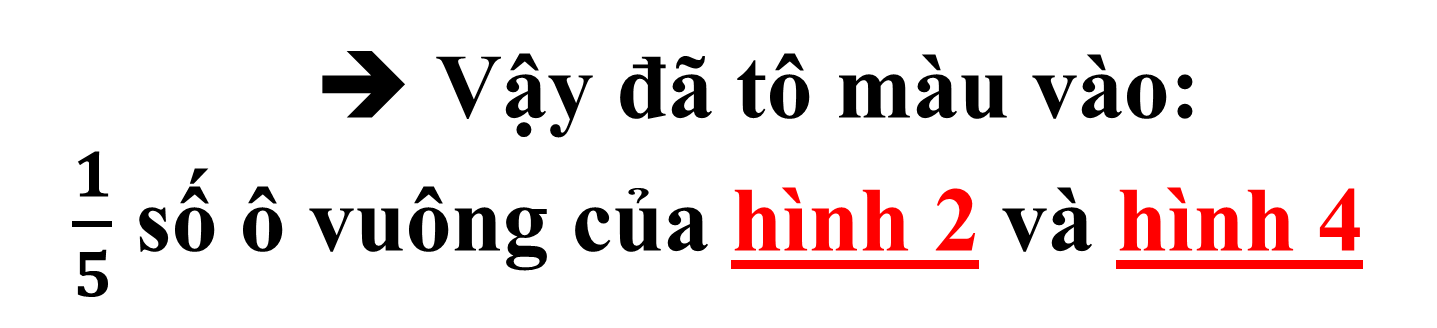 ➔ Vậy đã tô màu vào:
1/5 số ô vuông của hình 2 và hình 4